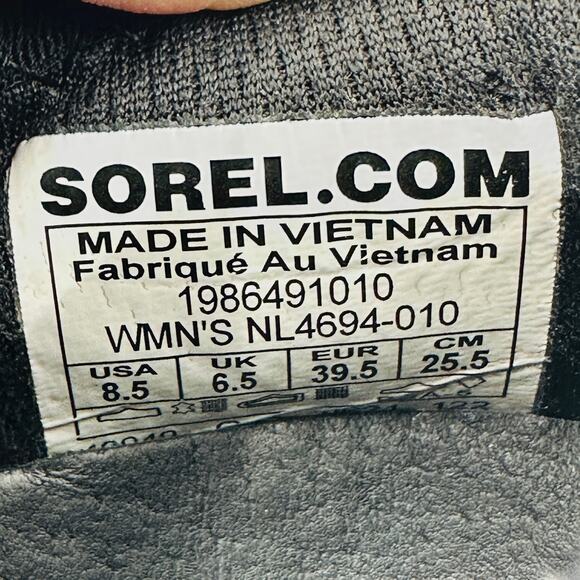 SOREL.COM
MADE IN VIETNAM
Fabriqué Au Vietnam
1986491010
WMN'S NL4694-010
USA UK EUR CM
8.5 6.5 39.5 25.5